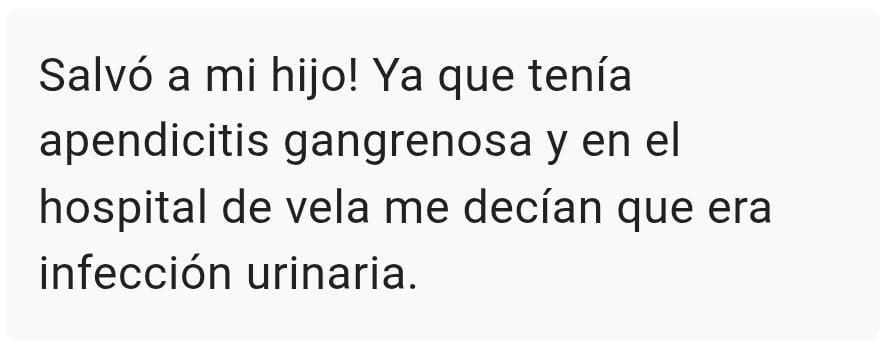 Salvó a mi hijo! Ya que tenía
apendicitis gangrenosa y en el
hospital de vela me decían que era
infección urinaria.